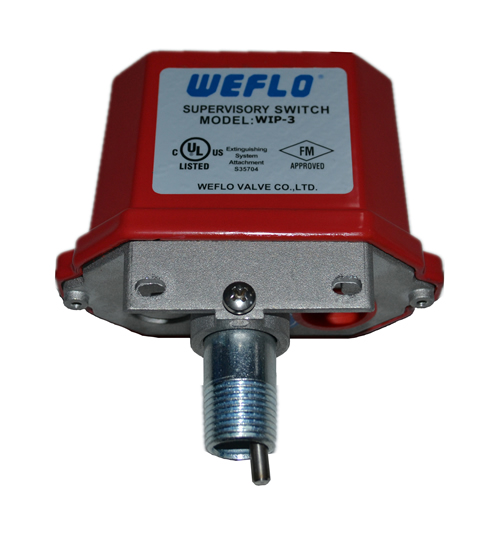 WEFLO®
SUPERVISORY SWITCH
MODEL: WIP-3
C UL US
LISTED
Extinguishing
System
Attachment
S35704
FM
APPROVED
WEFLO VALVE CO.,LTD.